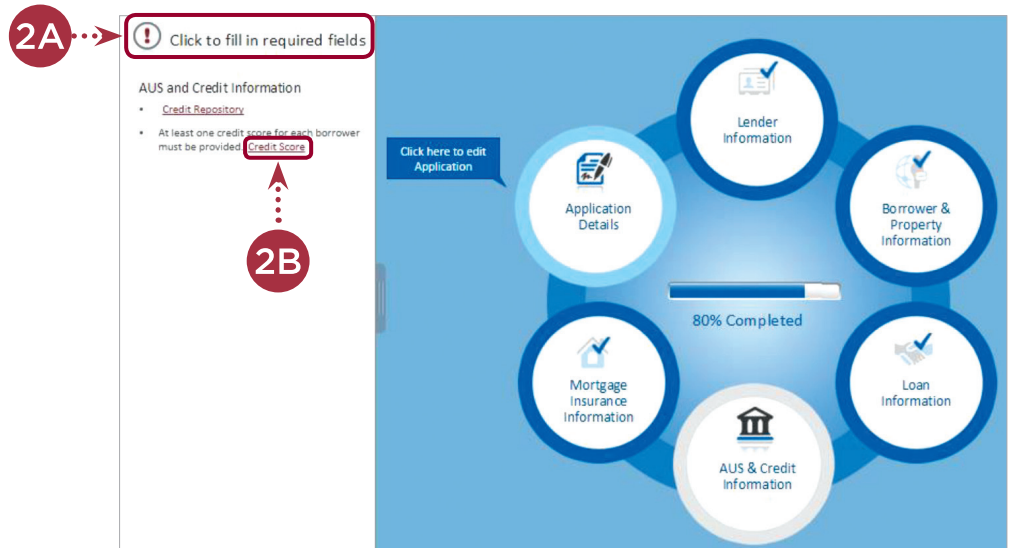 2A
Click to fill in required fields
AUS and Credit Information
• Credit Repository
• At least one credit score for each borrower
must be provided. Credit Score
2B
Click here to edit
Application
Lender
Information
Application
Details
Borrower &
Property
Information
80% Completed
Mortgage
Insurance
Information
Loan
Information
AUS & Credit
Information